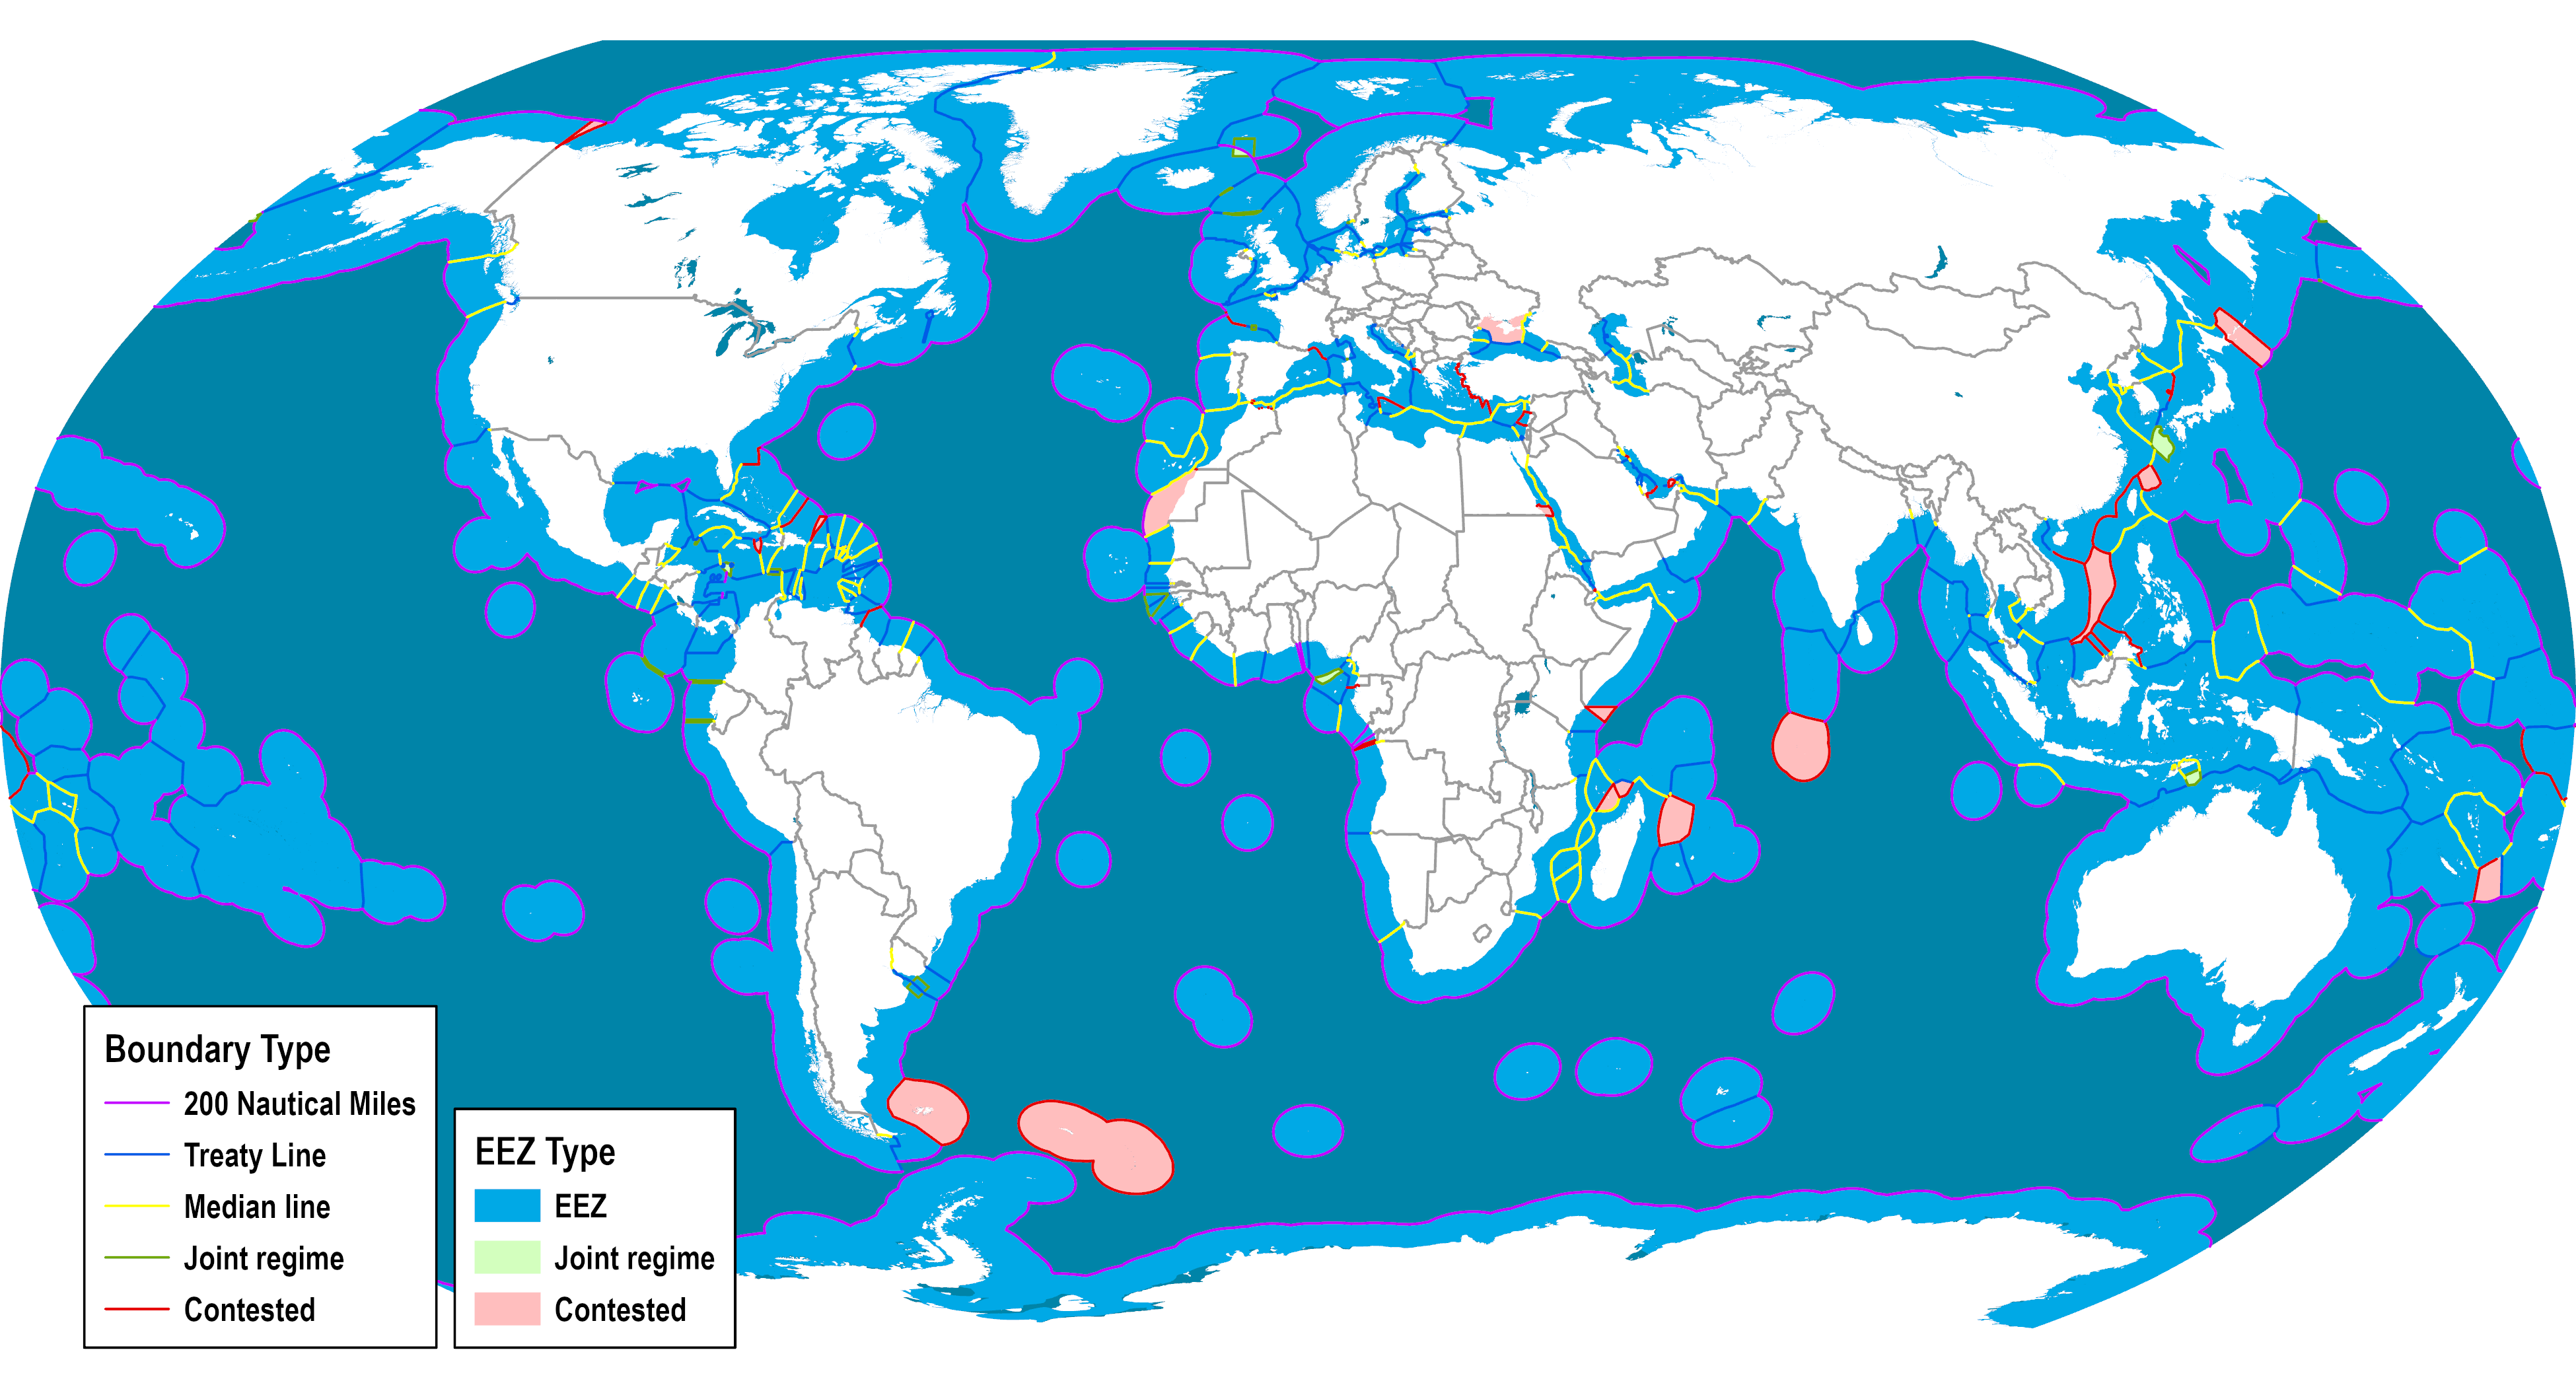 Boundary Type
200 Nautical Miles
Treaty Line
Median line
Joint regime
Contested
EEZ Type
EEZ
Joint regime
Contested